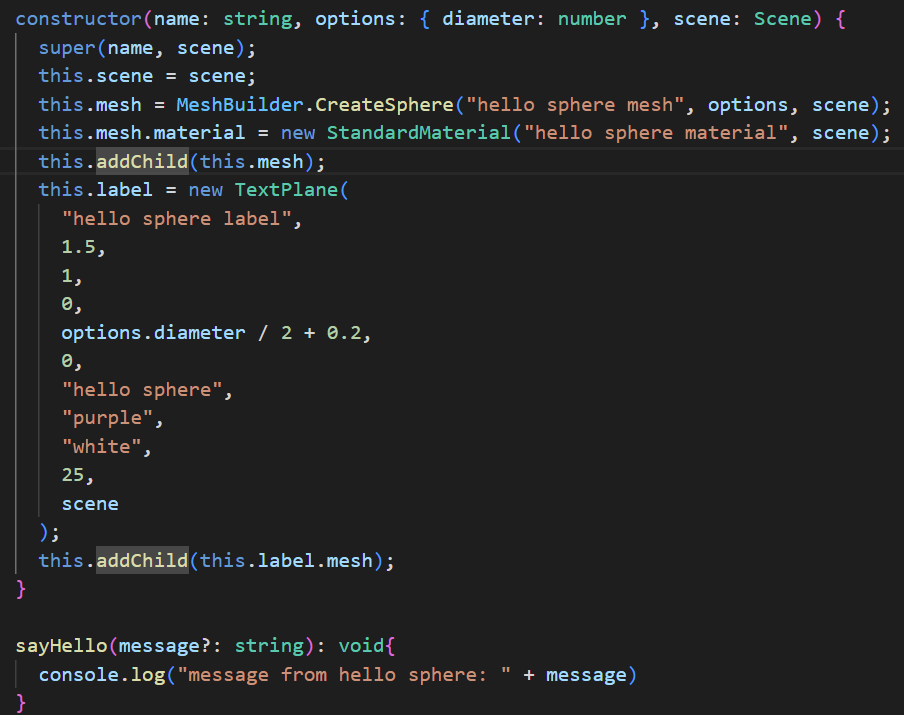 constructor(name: string, options: { diameter: number }, scene: Scene) {
super(name, scene);
this.scene = scene;
this.mesh = MeshBuilder.CreateSphere("hello sphere mesh", options, scene);
this.mesh.material = new StandardMaterial("hello sphere material", scene);
this.addChild(this.mesh);
this.label = new TextPlane(
"hello sphere label",
1.5,
1,
0,
options.diameter / 2 + 0.2,
0,
"hello sphere",
"purple",
"white",
25,
scene
);
this.addChild(this.label.mesh);
}
sayHello(message?: string): void{
console.log("message from hello sphere: " + message)
}